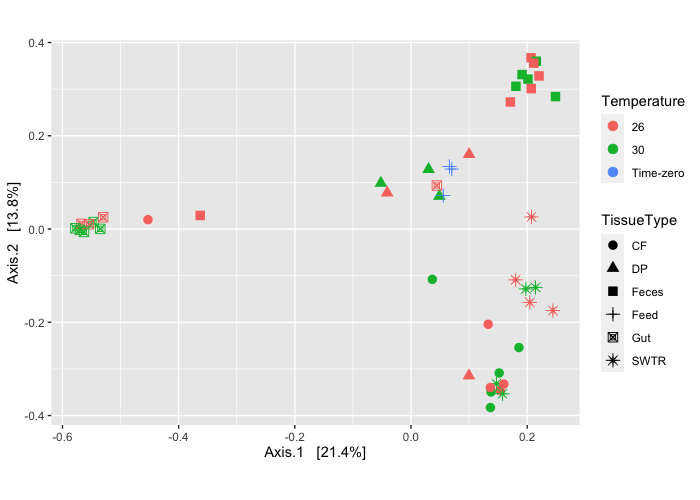 0.4
0.2
0.0
-0.2
-0.4
Axis.2 [13.8%]
-0.6
-0.4
-0.2
0.0
0.2
Axis.1 [21.4%]
Temperature
26
30
Time-zero
TissueType
CF
DP
Feces
Feed
Gut
SWTR